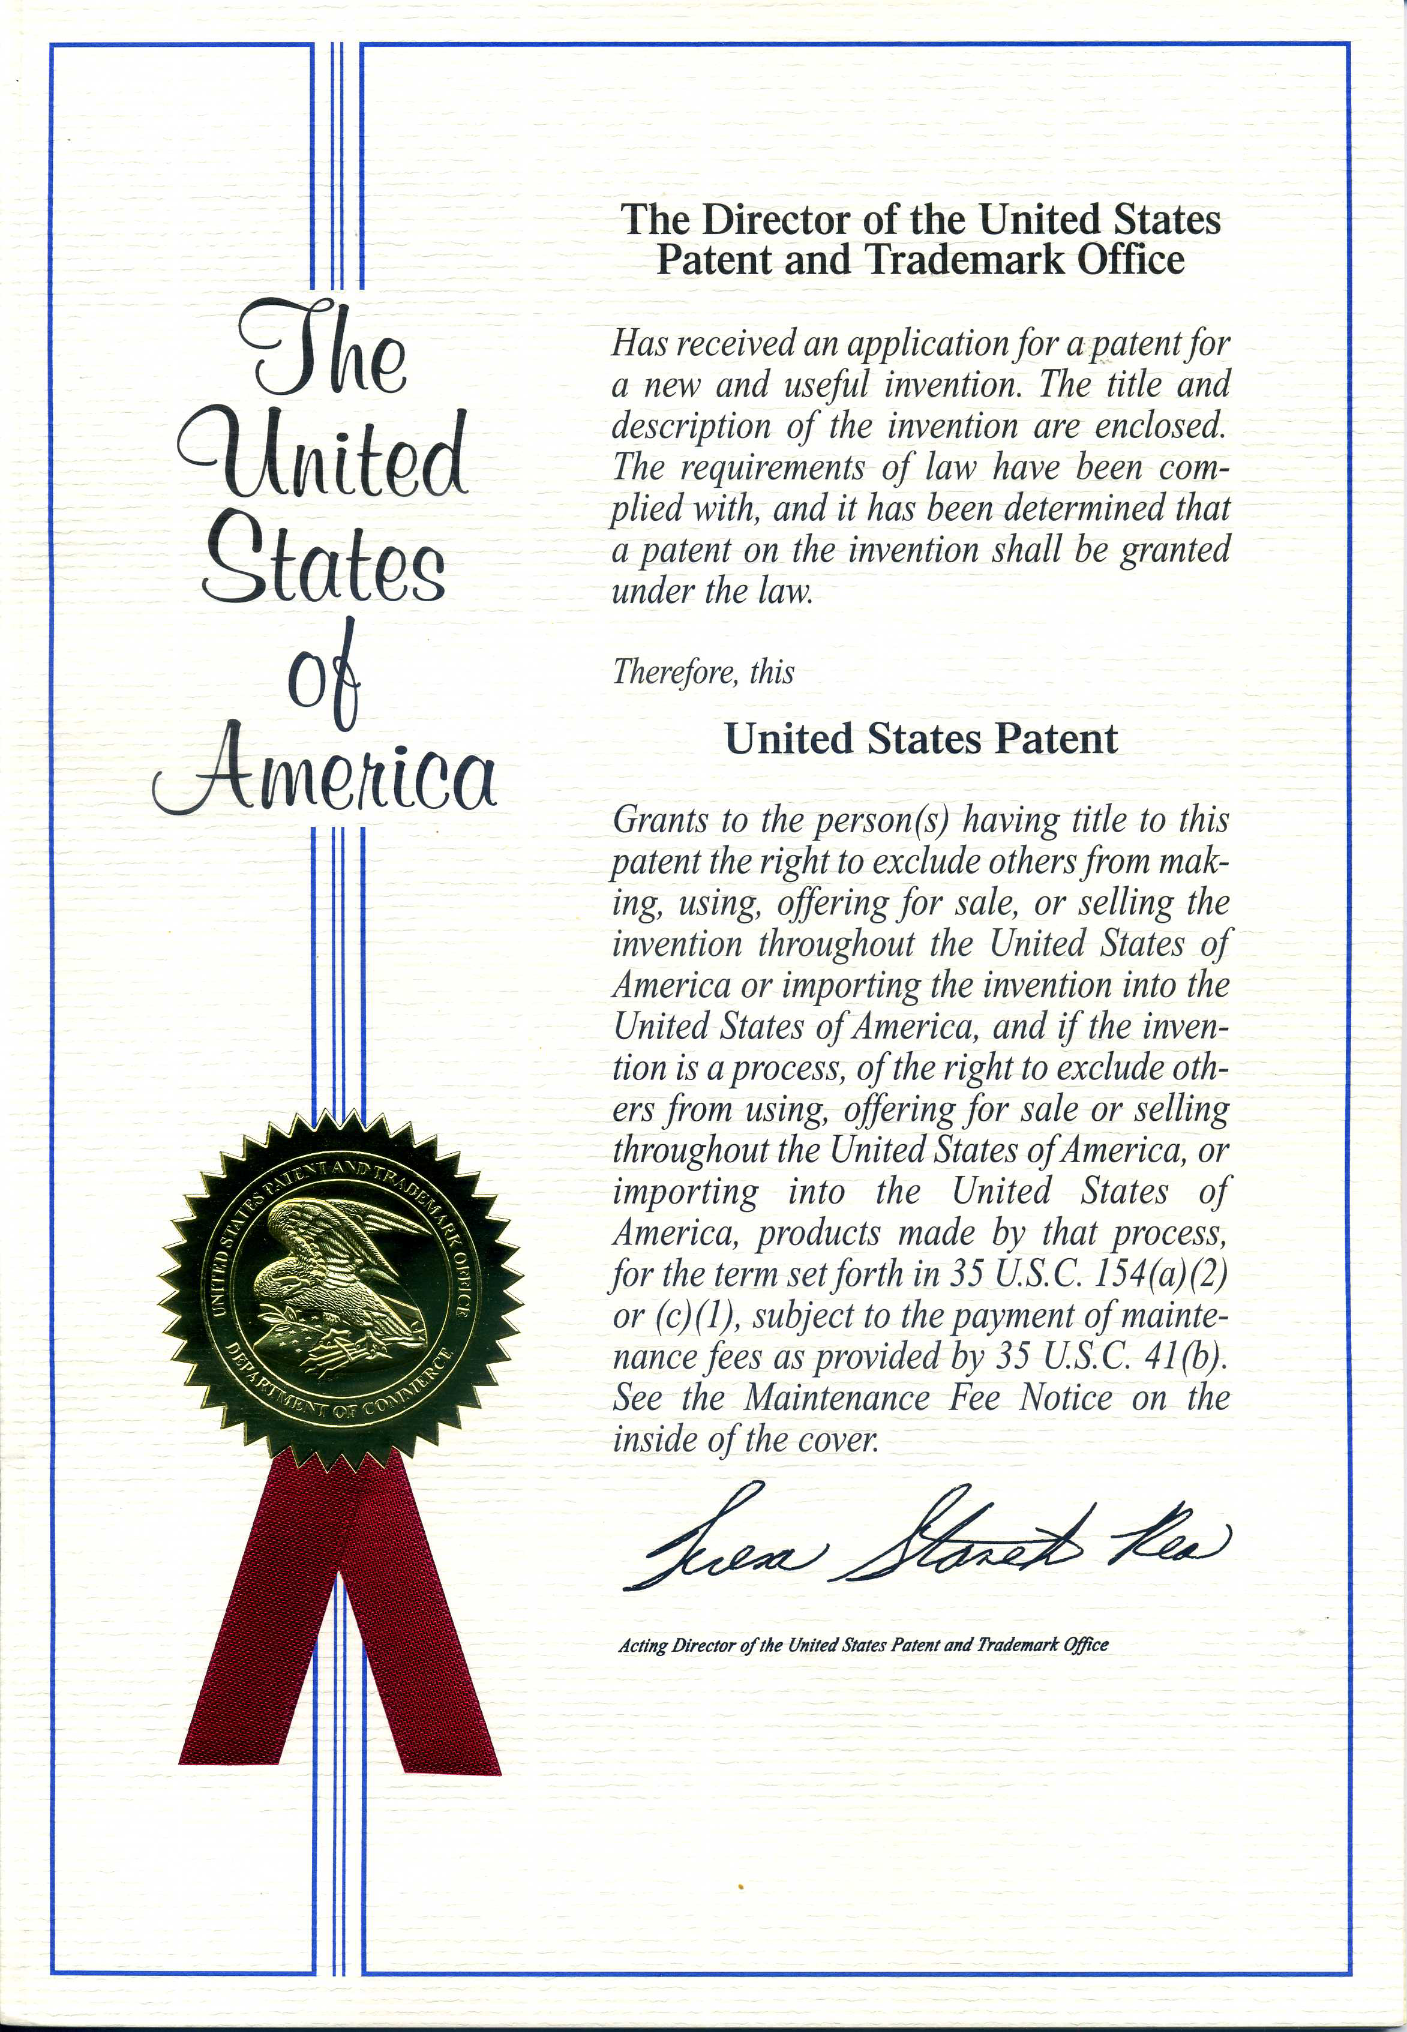 The
United
States
of
America
The Director of the United States
Patent and Trademark Office
Has received an application for a patent for
a new and useful invention. The title and
description of the invention are enclosed.
The requirements of law have been com-
plied with, and it has been determined that
a patent on the invention shall be granted
under the law.
Therefore, this
United States Patent
Grants to the person(s) having title to this
patent the right to exclude others from mak-
ing, using, offering for sale, or selling the
invention throughout the United States of
America or importing the invention into the
United States of America, and if the inven-
tion is a process, of the right to exclude oth-
ers from using, offering for sale or selling
throughout the United States of America, or
importing into the United States of
America, products made by that process,
for the term set forth in 35 U.S.C. 154(a)(2)
or (c)(1), subject to the payment of mainte-
nance fees as provided by 35 U.S.C. 41(b).
See the Maintenance Fee Notice on the
inside of the cover.
Teresa Stanek Rea
Acting Director of the United States Patent and Trademark Office
UNITED STATES PATENT AND TRADEMARK OFFICE
DEPARTMENT OF COMMERCE